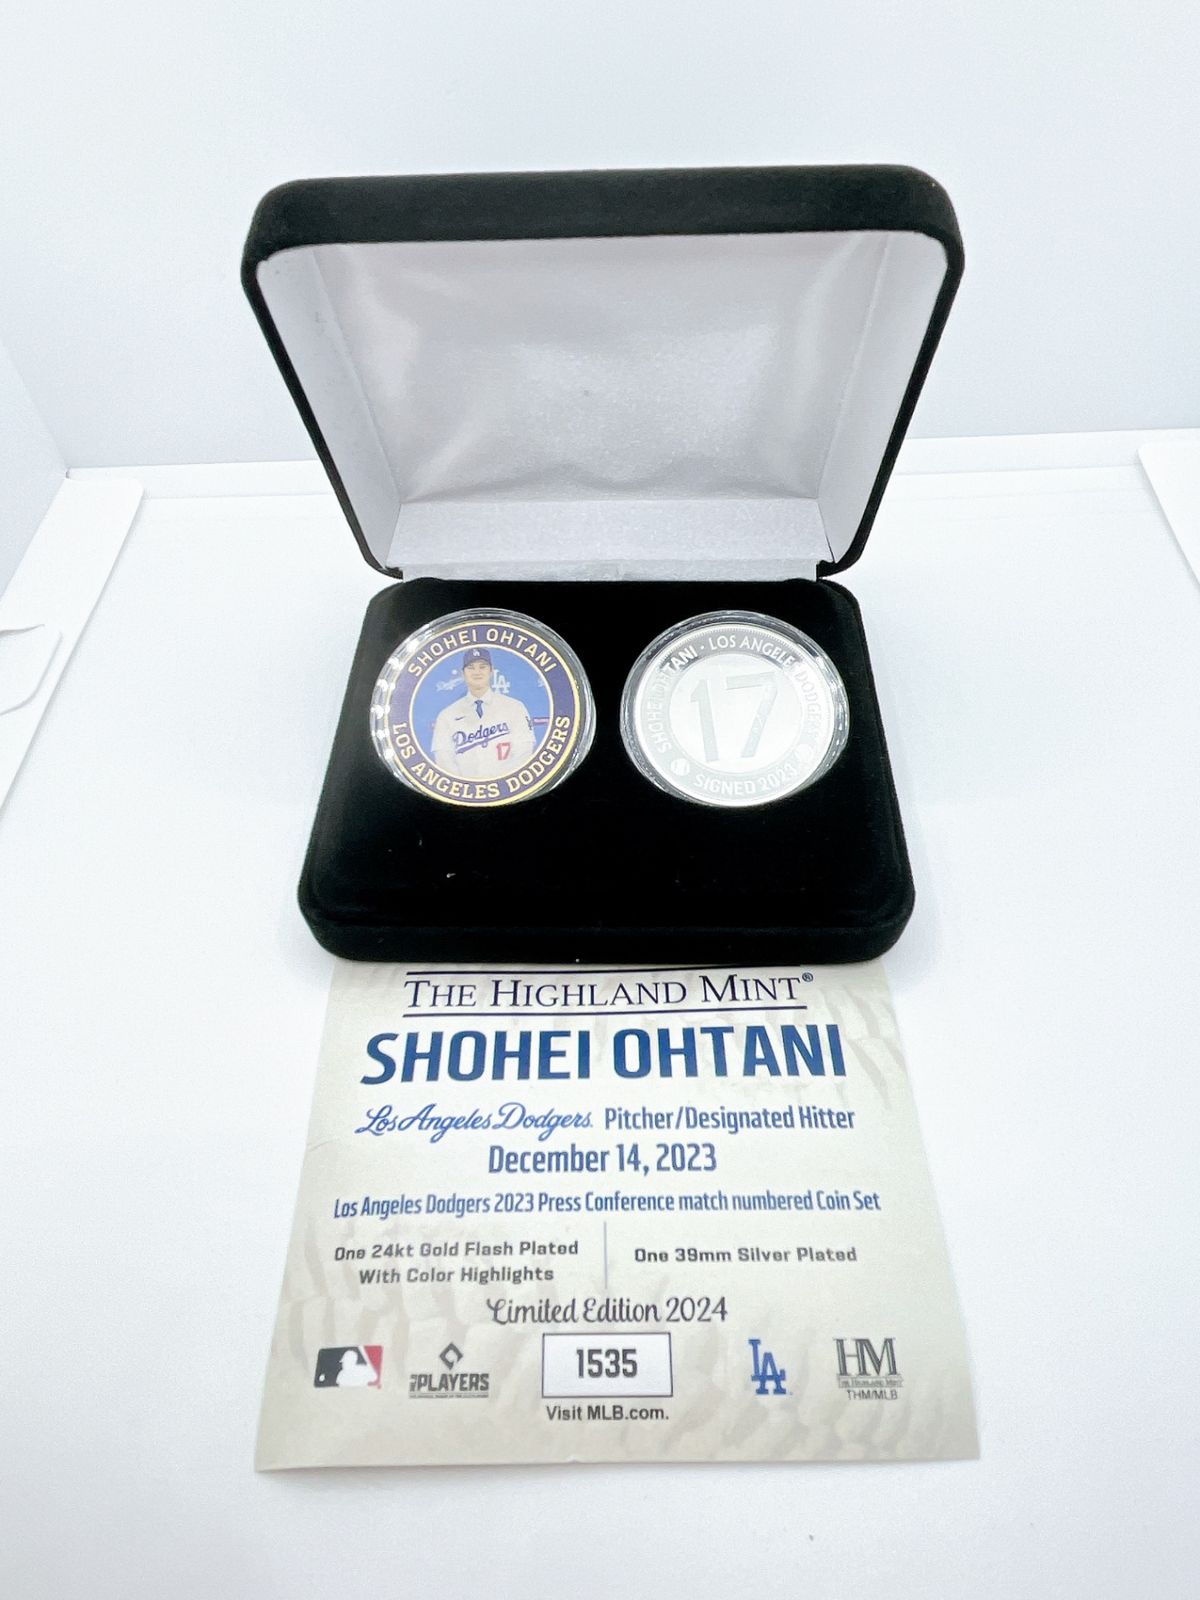 SHOHEI OHTANI
LA
Dodgers
17
LOS ANGELES DODGERS
SHOHEI OHTANI · LOS ANGELES DODGERS
17
SIGNED 2023
THE HIGHLAND MINT®
SHOHEI OHTANI
Los Angeles Dodgers Pitcher/Designated Hitter
December 14, 2023
Los Angeles Dodgers 2023 Press Conference match numbered Coin Set
One 24kt Gold Flash Plated
With Color Highlights
One 39mm Silver Plated
Limited Edition 2024
PLAYERS
1535
LA
HM
THE HIGHLAND MINT
THM/MLB
Visit MLB.com.